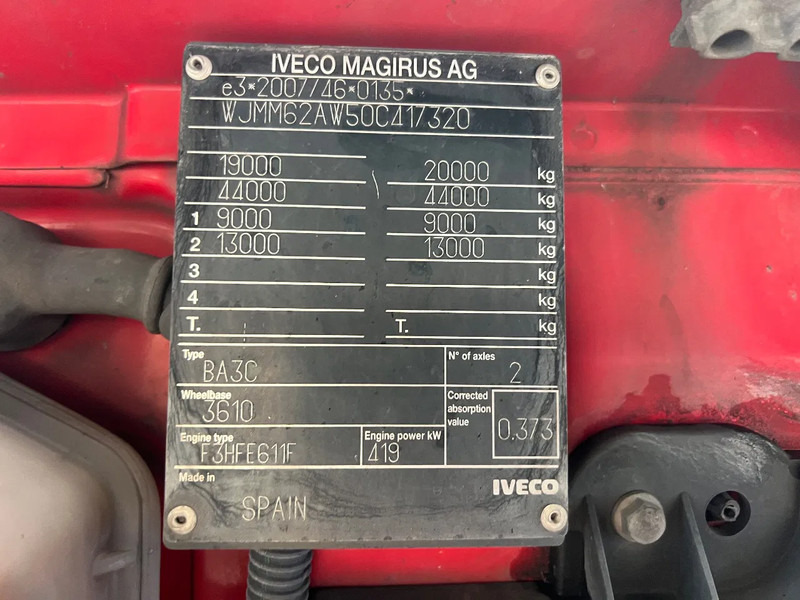 IVECO MAGIRUS AG
e3*2007/46*0135*
WJMM62AW50C417320
19000 20000 kg
44000 44000 kg
1 9000 9000 kg
2 13000 13000 kg
3 kg
4 kg
T. T. kg
Type BA3C N° of axles 2
Wheelbase 3610 Corrected absorption value 0.373
Engine type F3HFE611F Engine power kW 419
Made in SPAIN IVECO